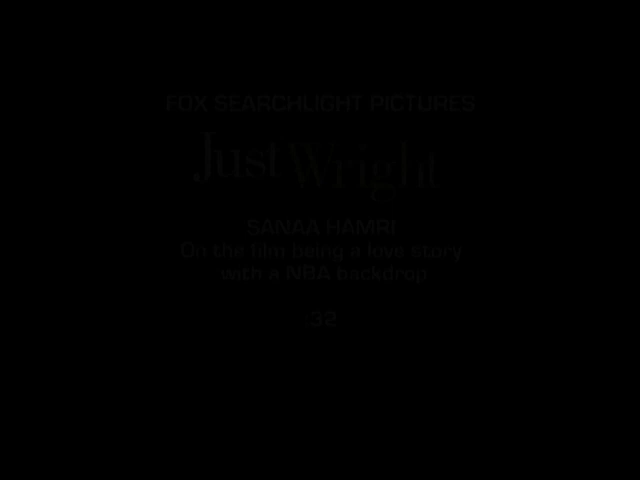 FOX SEARCHLIGHT PICTURES
Just Wright
SANAA HAMRI
On the film being a love story
with a NBA backdrop
:32